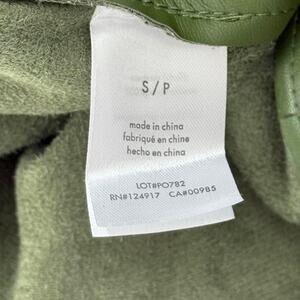 S/P
made in china
fabriqué en chine
hecho en china
LOT#PO782
RN#124917 CA#00985